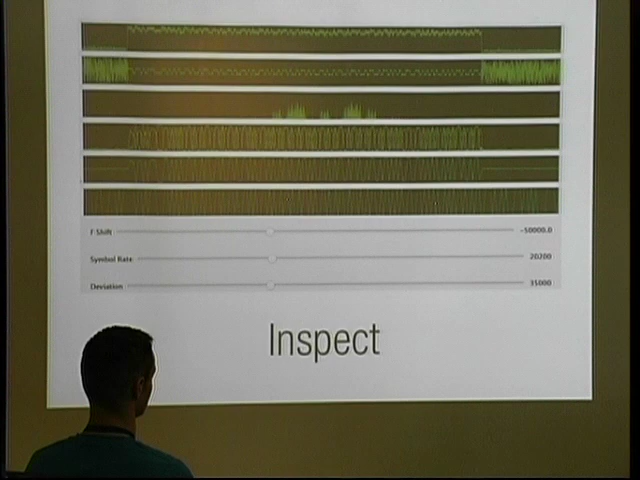 F-Shift -50000.0
Symbol Rate 20200
Deviation 35000
Inspect